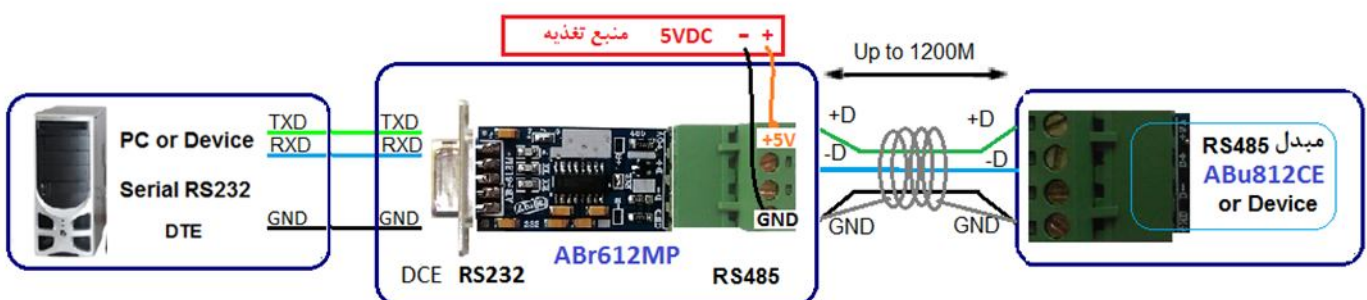 منبع تغذیه 5VDC - +
Up to 1200M
PC or Device
Serial RS232
DTE
TXD TXD
RXD RXD
GND GND
+5V
GND
ABr612MP
DCE RS232
RS485
+D +D
-D -D
GND GND
مبدل RS485
ABu812CE
or Device